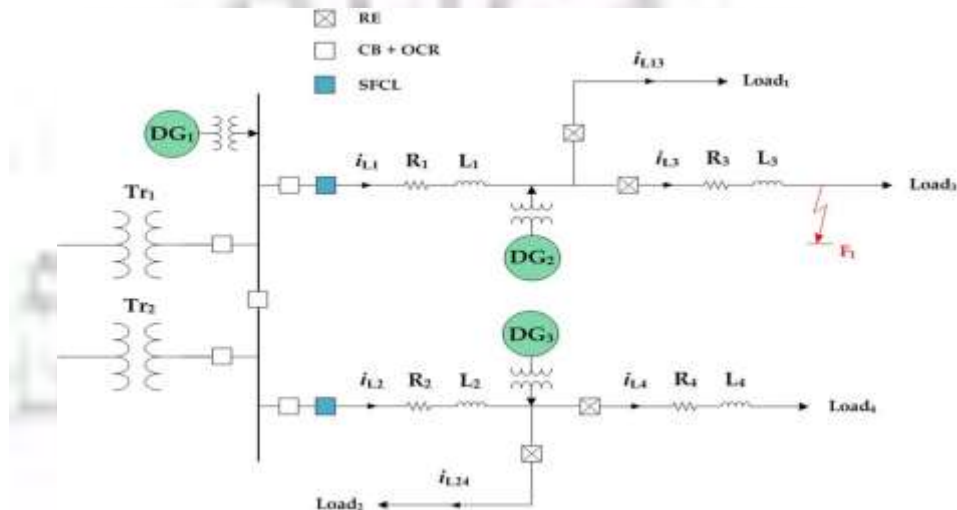 RE
CB + OCR
SFCL
iL13
Load₁
DG₁
iL1 R₁ L₁
iL3 R₃ L₃
Load₃
Tr₁
DG₂
F₁
Tr₂
DG₃
iL2 R₂ L₂
iL4 R₄ L₄
Load₄
iL24
Load₂